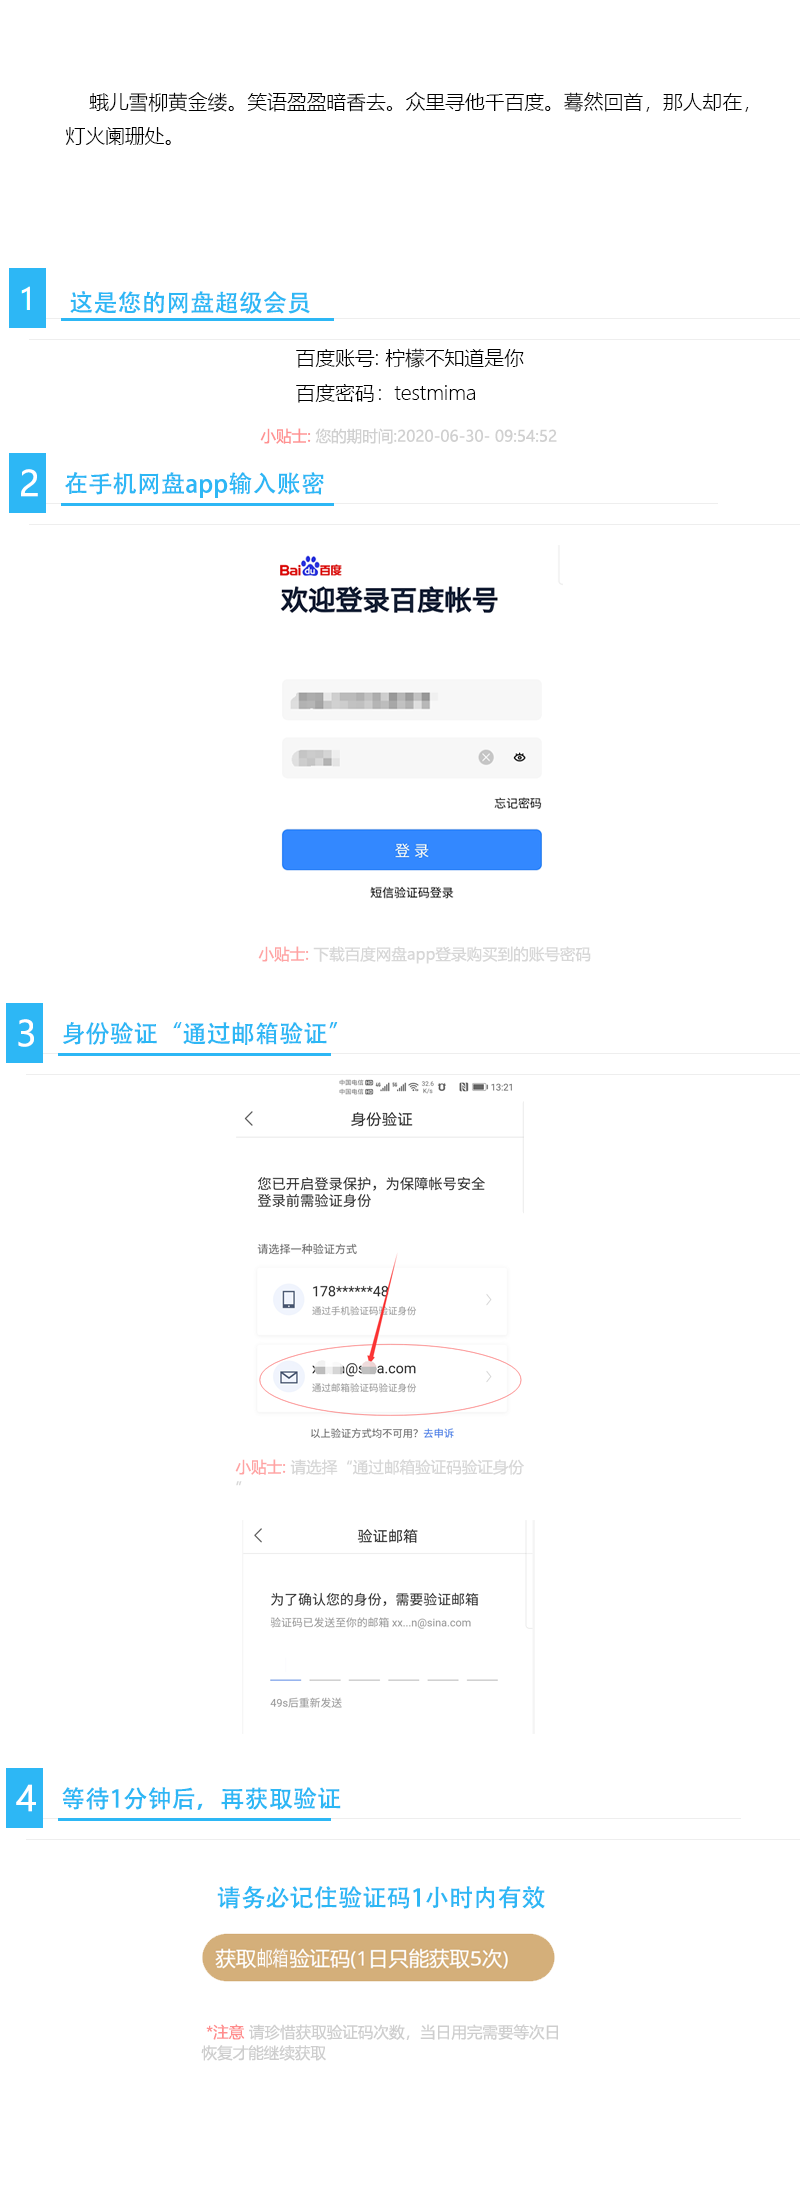 蛾儿雪柳黄金缕。笑语盈盈暗香去。众里寻他千百度。蓦然回首，那人却在，
灯火阑珊处。
1
这是您的网盘超级会员
百度账号: 柠檬不知道是你
百度密码：testmima
小贴士: 您的期时间:2020-06-30- 09:54:52
2
在手机网盘app输入账密
Bai du 百度
欢迎登录百度帐号
忘记密码
登 录
短信验证码登录
小贴士: 下载百度网盘app登录购买到的账号密码
3
身份验证“通过邮箱验证”
中国电信 HD
中国电信 HD
32.6
K/s
13:21
身份验证
您已开启登录保护，为保障帐号安全
登录前需验证身份
请选择一种验证方式
178******48
通过手机验证码验证身份
@s a.com
通过邮箱验证码验证身份
以上验证方式均不可用？去申诉
小贴士: 请选择“通过邮箱验证码验证身份
”
验证邮箱
为了确认您的身份，需要验证邮箱
验证码已发送至你的邮箱 xx...n@sina.com
49s后重新发送
4
等待1分钟后，再获取验证
请务必记住验证码1小时内有效
获取邮箱验证码(1日只能获取5次)
*注意 请珍惜获取验证码次数，当日用完需要等次日
恢复才能继续获取